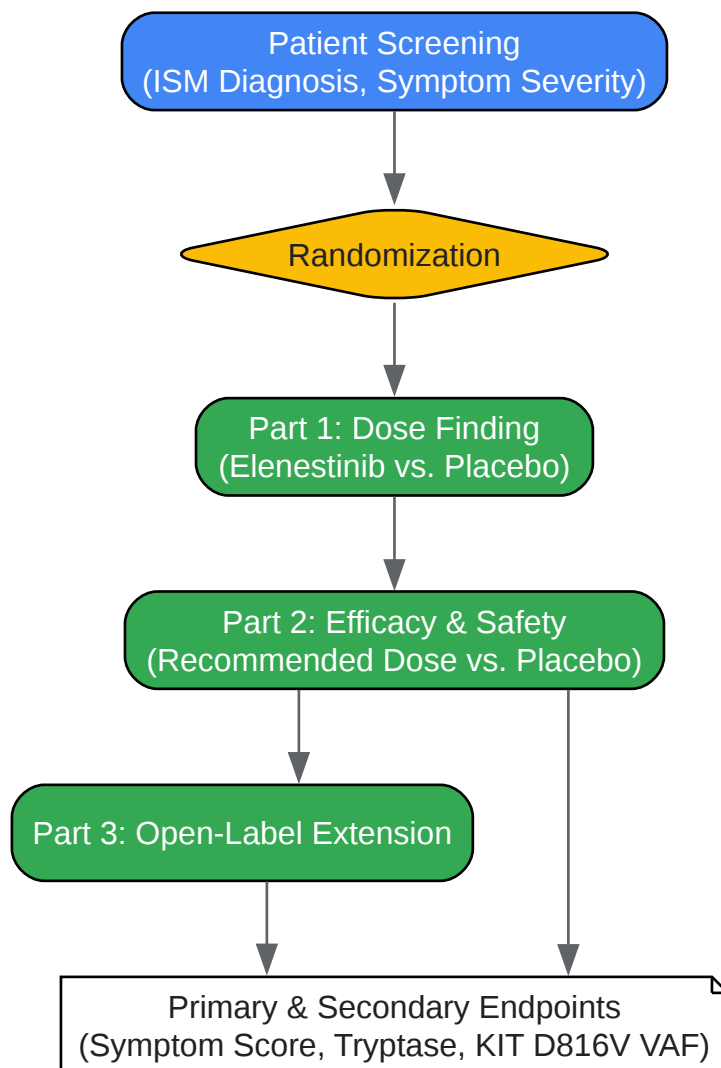 Patient Screening
(ISM Diagnosis, Symptom Severity)
Randomization
Part 1: Dose Finding
(Elenestinib vs. Placebo)
Part 2: Efficacy & Safety
(Recommended Dose vs. Placebo)
Part 3: Open-Label Extension
Primary & Secondary Endpoints
(Symptom Score, Tryptase, KIT D816V VAF)